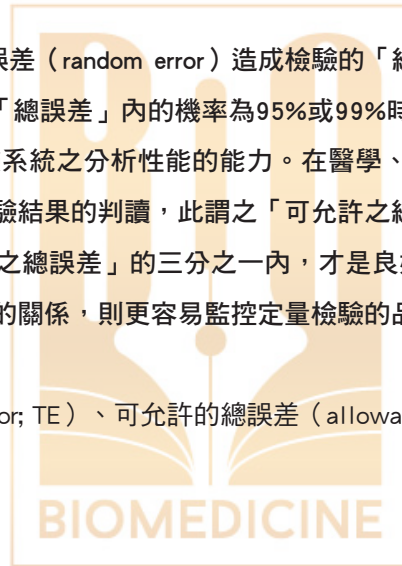 誤差（random error）造成檢驗的「總
「總誤差」內的機率為95%或99%時
系統之分析性能的能力。在醫學、
驗結果的判讀，此謂之「可允許之總
之總誤差」的三分之一內，才是良
的關係，則更容易監控定量檢驗的品
or; TE）、可允許的總誤差（allowa
BIOMEDICINE